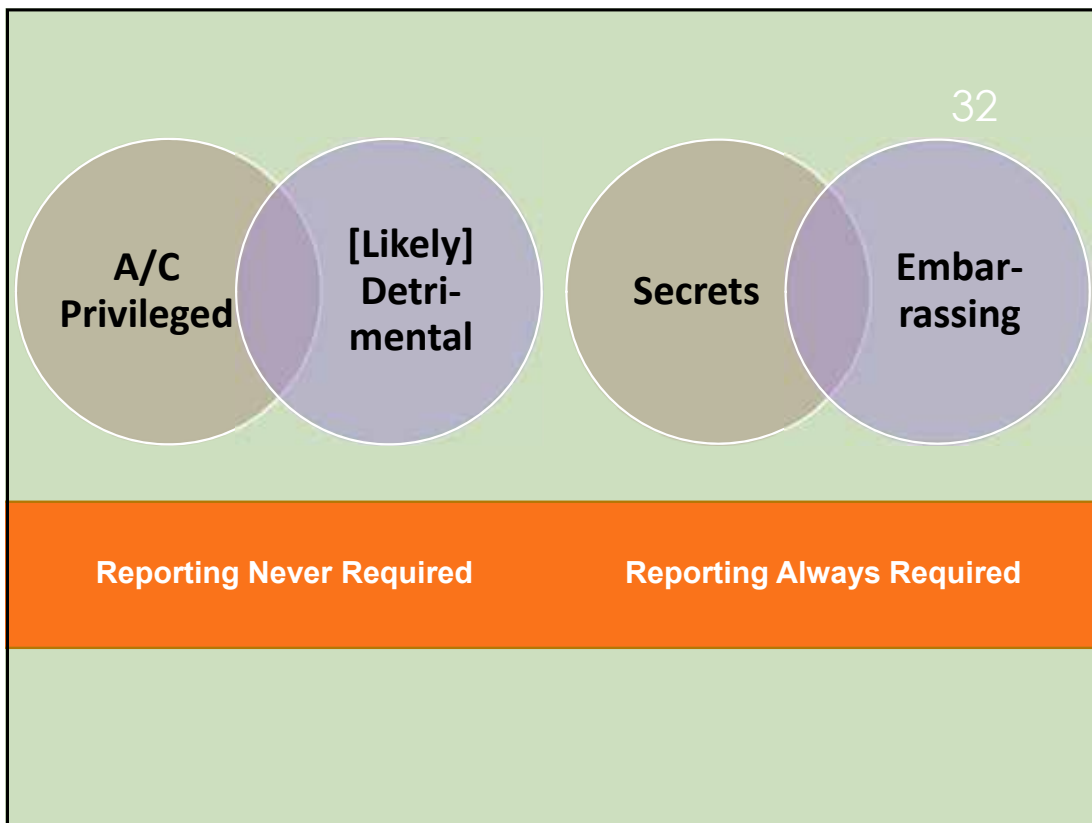 32
A/C
Privileged
[Likely]
Detri-
mental
Secrets
Embar-
rassing
Reporting Never Required
Reporting Always Required